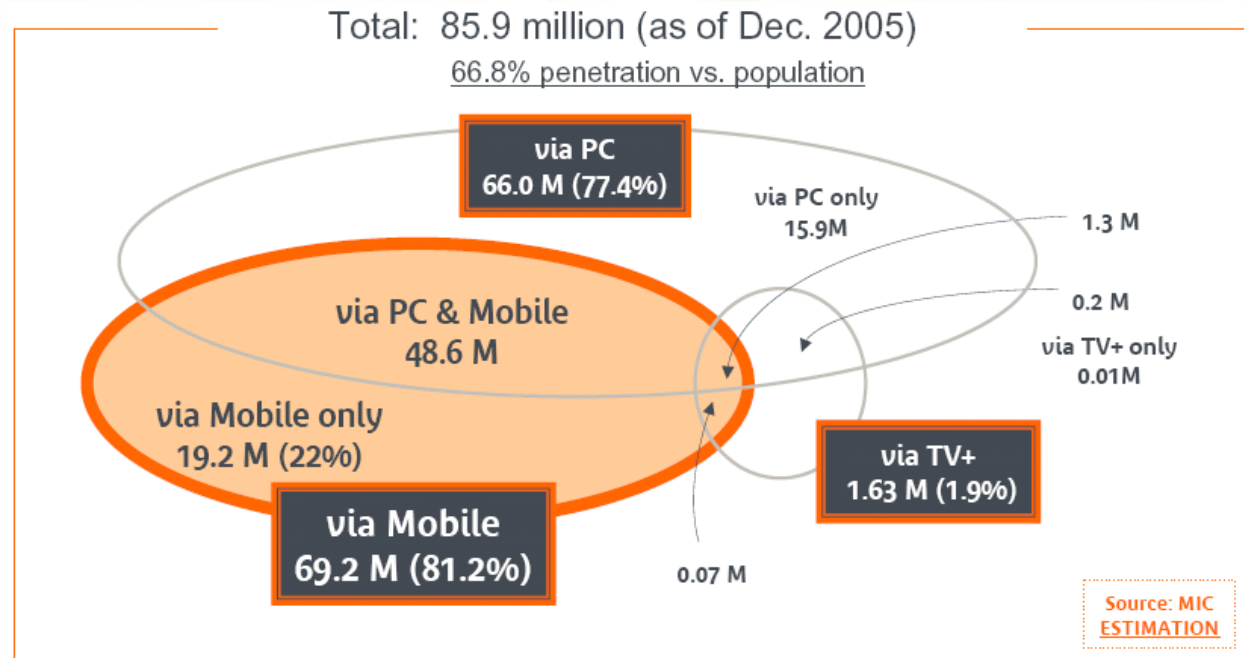 Total: 85.9 million (as of Dec. 2005)
66.8% penetration vs. population
via PC
66.0 M (77.4%)
via PC only
15.9M
1.3 M
0.2 M
via PC & Mobile
48.6 M
via TV+ only
0.01M
via Mobile only
19.2 M (22%)
via TV+
1.63 M (1.9%)
via Mobile
69.2 M (81.2%)
0.07 M
Source: MIC
ESTIMATION